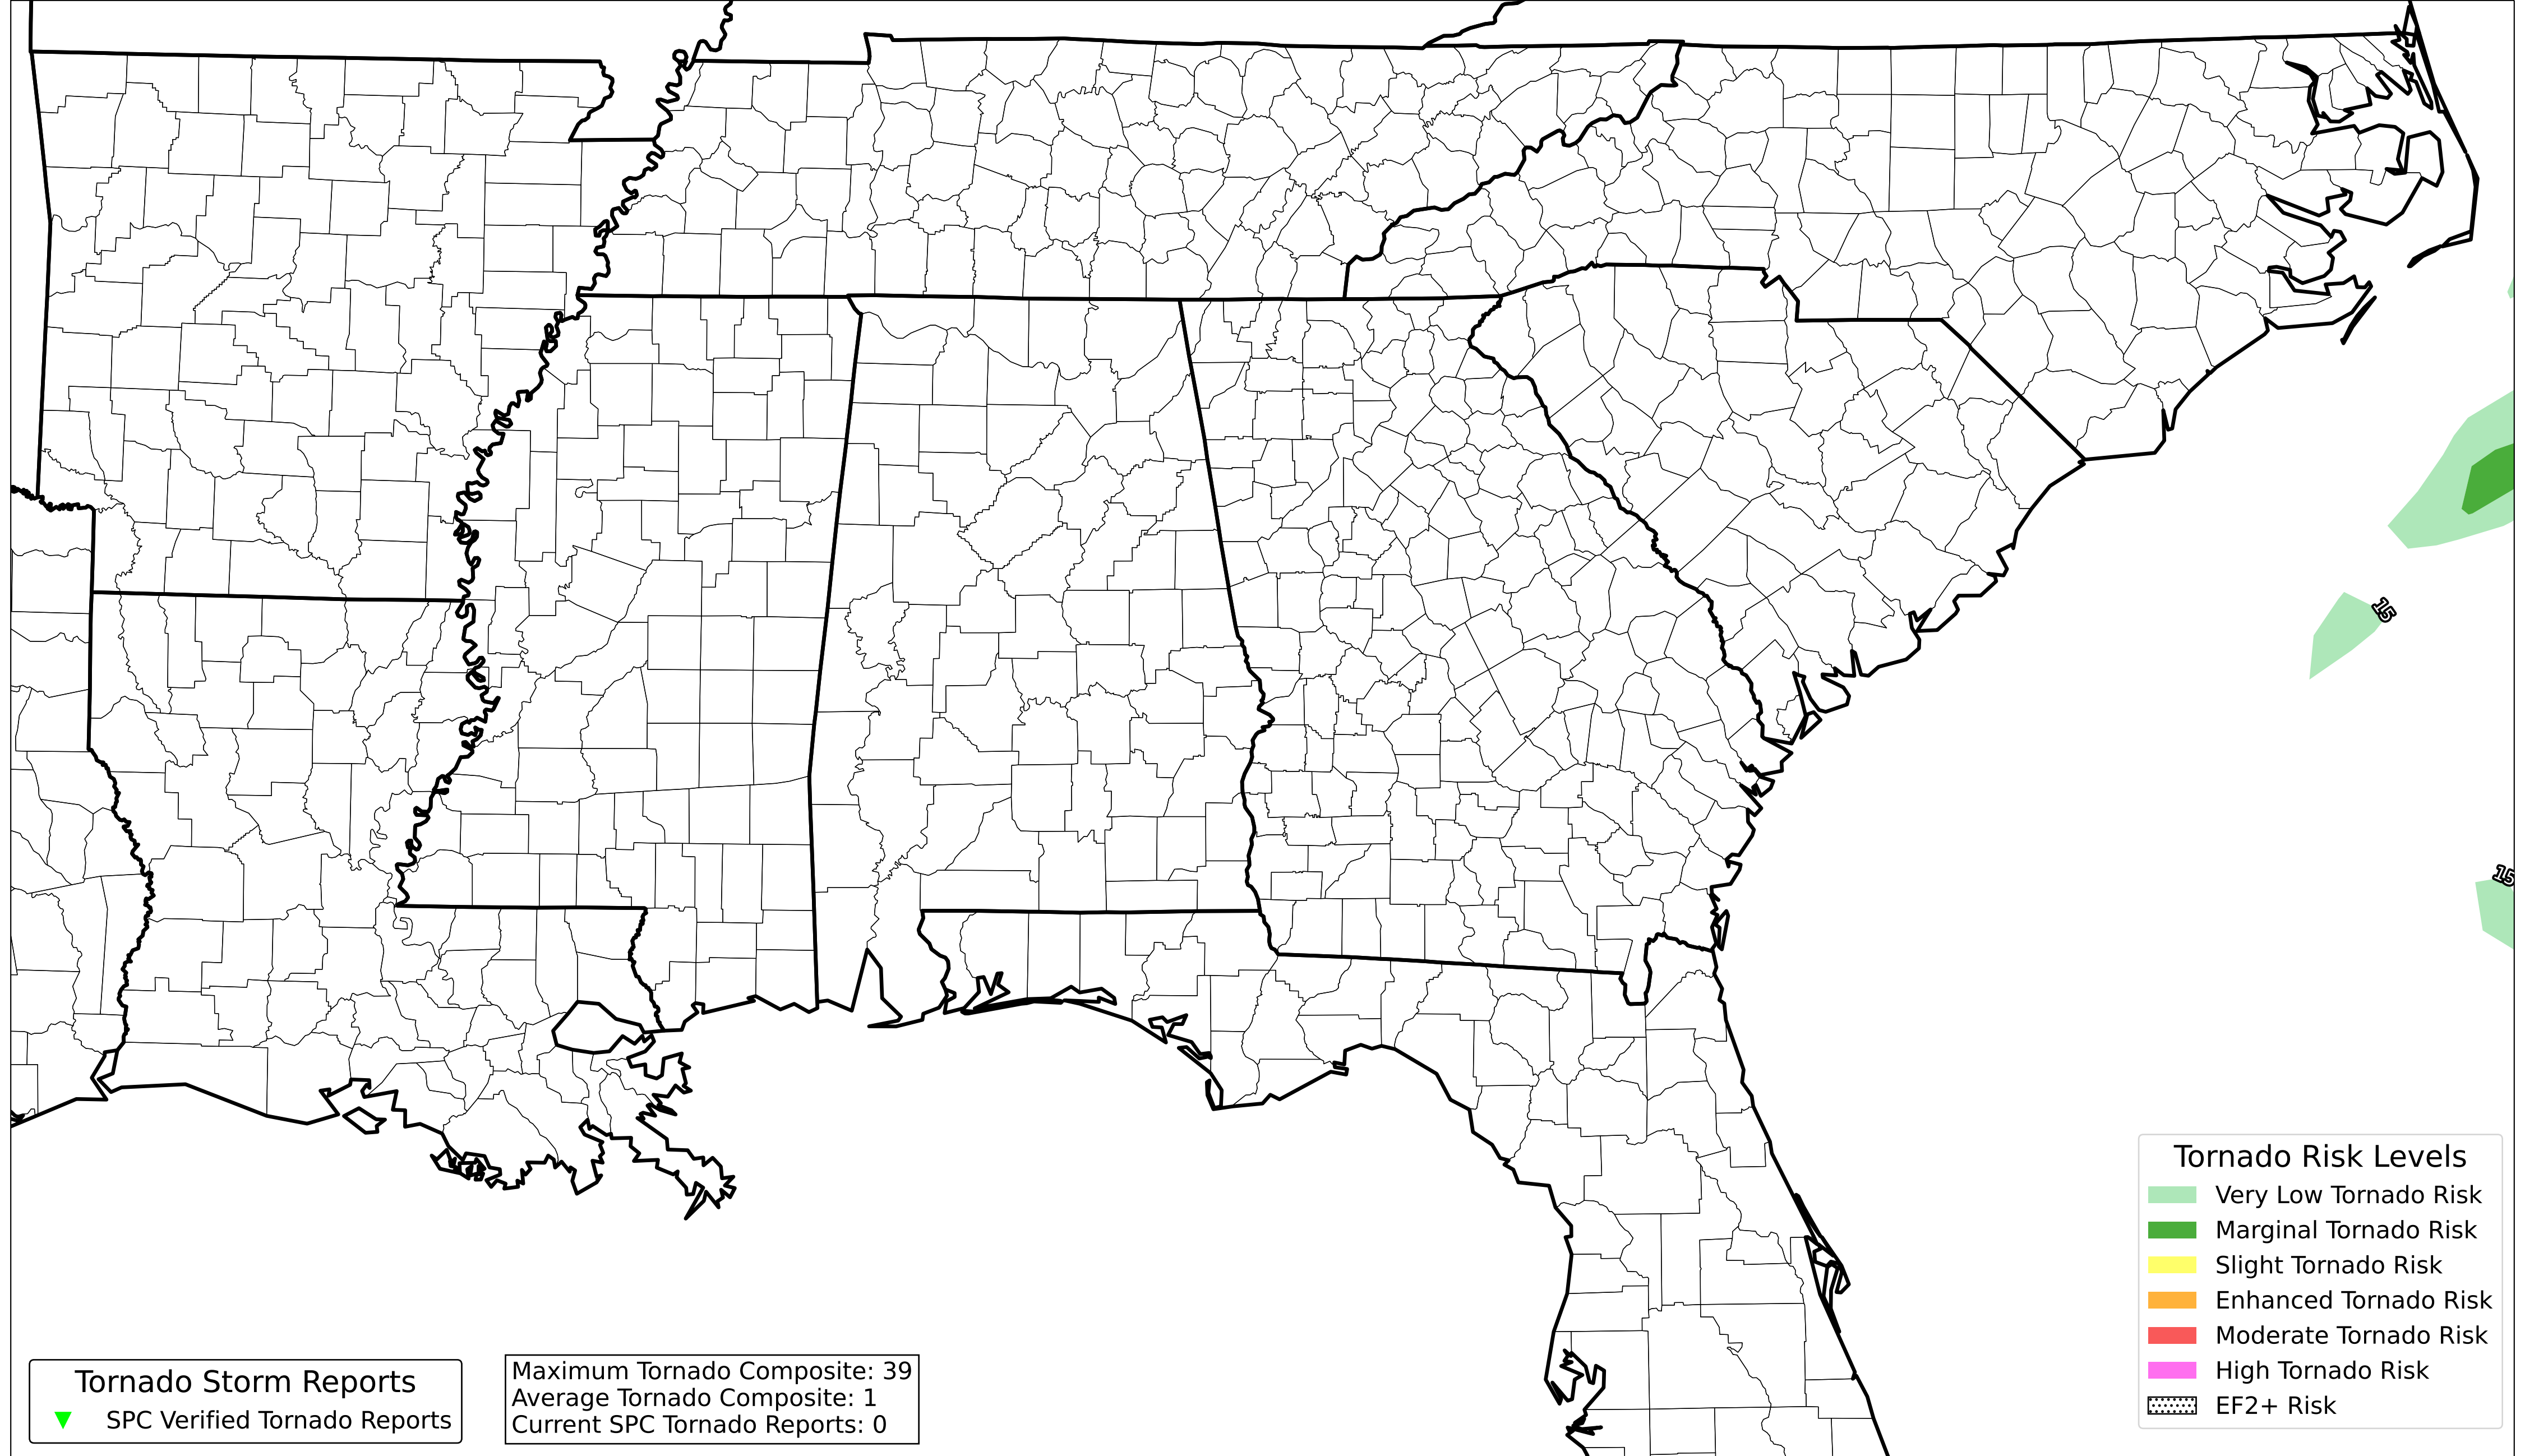 15
15
Tornado Risk Levels
Very Low Tornado Risk
Marginal Tornado Risk
Slight Tornado Risk
Enhanced Tornado Risk
Moderate Tornado Risk
High Tornado Risk
EF2+ Risk
Tornado Storm Reports
SPC Verified Tornado Reports
Maximum Tornado Composite: 39
Average Tornado Composite: 1
Current SPC Tornado Reports: 0